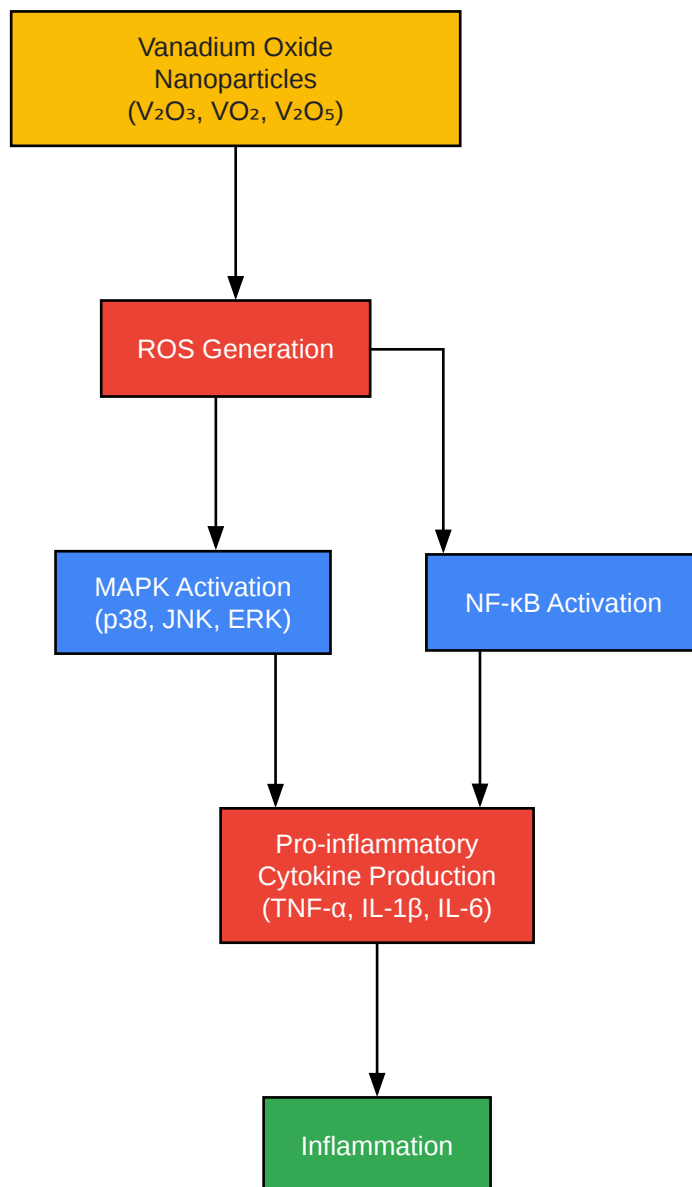 Vanadium Oxide
Nanoparticles
(V₂O₃, VO₂, V₂O₅)
ROS Generation
MAPK Activation
(p38, JNK, ERK)
NF-κB Activation
Pro-inflammatory
Cytokine Production
(TNF-α, IL-1β, IL-6)
Inflammation